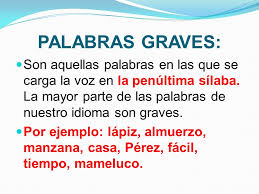 PALABRAS GRAVES:
Son aquellas palabras en las que se
carga la voz en la penúltima sílaba.
La mayor parte de las palabras de
nuestro idioma son graves.
Por ejemplo: lápiz, almuerzo,
manzana, casa, Pérez, fácil,
tiempo, mameluco.